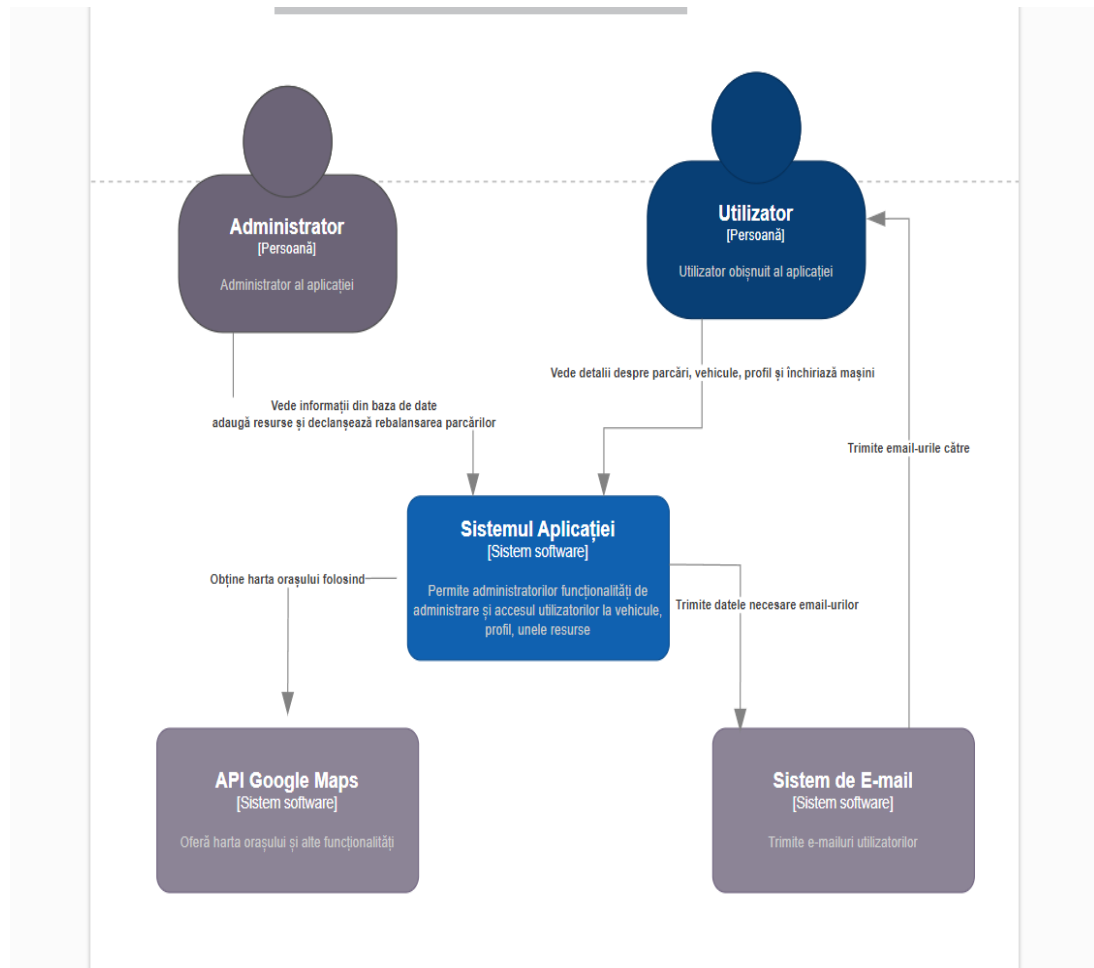 Administrator
[Persoană]
Administrator al aplicației
Utilizator
[Persoană]
Utilizator obișnuit al aplicației
Vede detalii despre parcări, vehicule, profil și închiriază mașini
Vede informații din baza de date
adaugă resurse și declanșează rebalansarea parcărilor
Trimite email-urile către
Sistemul Aplicației
[Sistem software]
Permite administratorilor funcționalități de
administrare și accesul utilizatorilor la vehicule,
profil, unele resurse
Obține harta orașului folosind
Trimite datele necesare email-urilor
API Google Maps
[Sistem software]
Oferă harta orașului și alte funcționalități
Sistem de E-mail
[Sistem software]
Trimite e-mailuri utilizatorilor